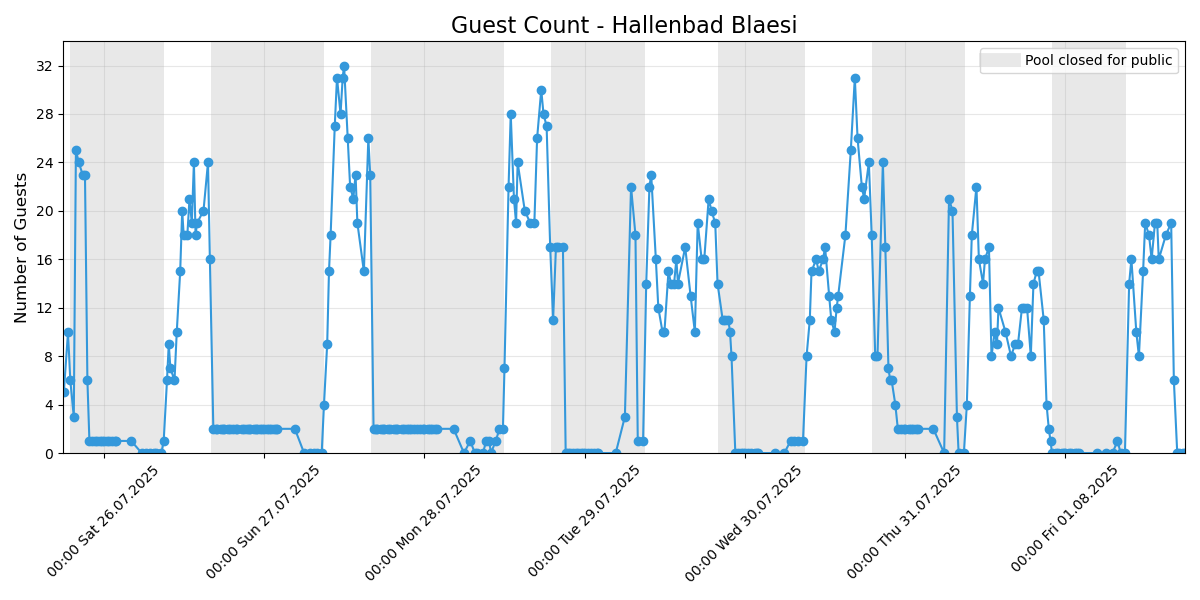 Guest Count - Hallenbad Blaesi
Pool closed for public
Number of Guests
32
28
24
20
16
12
8
4
0
00:00 Sat 26.07.2025
00:00 Sun 27.07.2025
00:00 Mon 28.07.2025
00:00 Tue 29.07.2025
00:00 Wed 30.07.2025
00:00 Thu 31.07.2025
00:00 Fri 01.08.2025